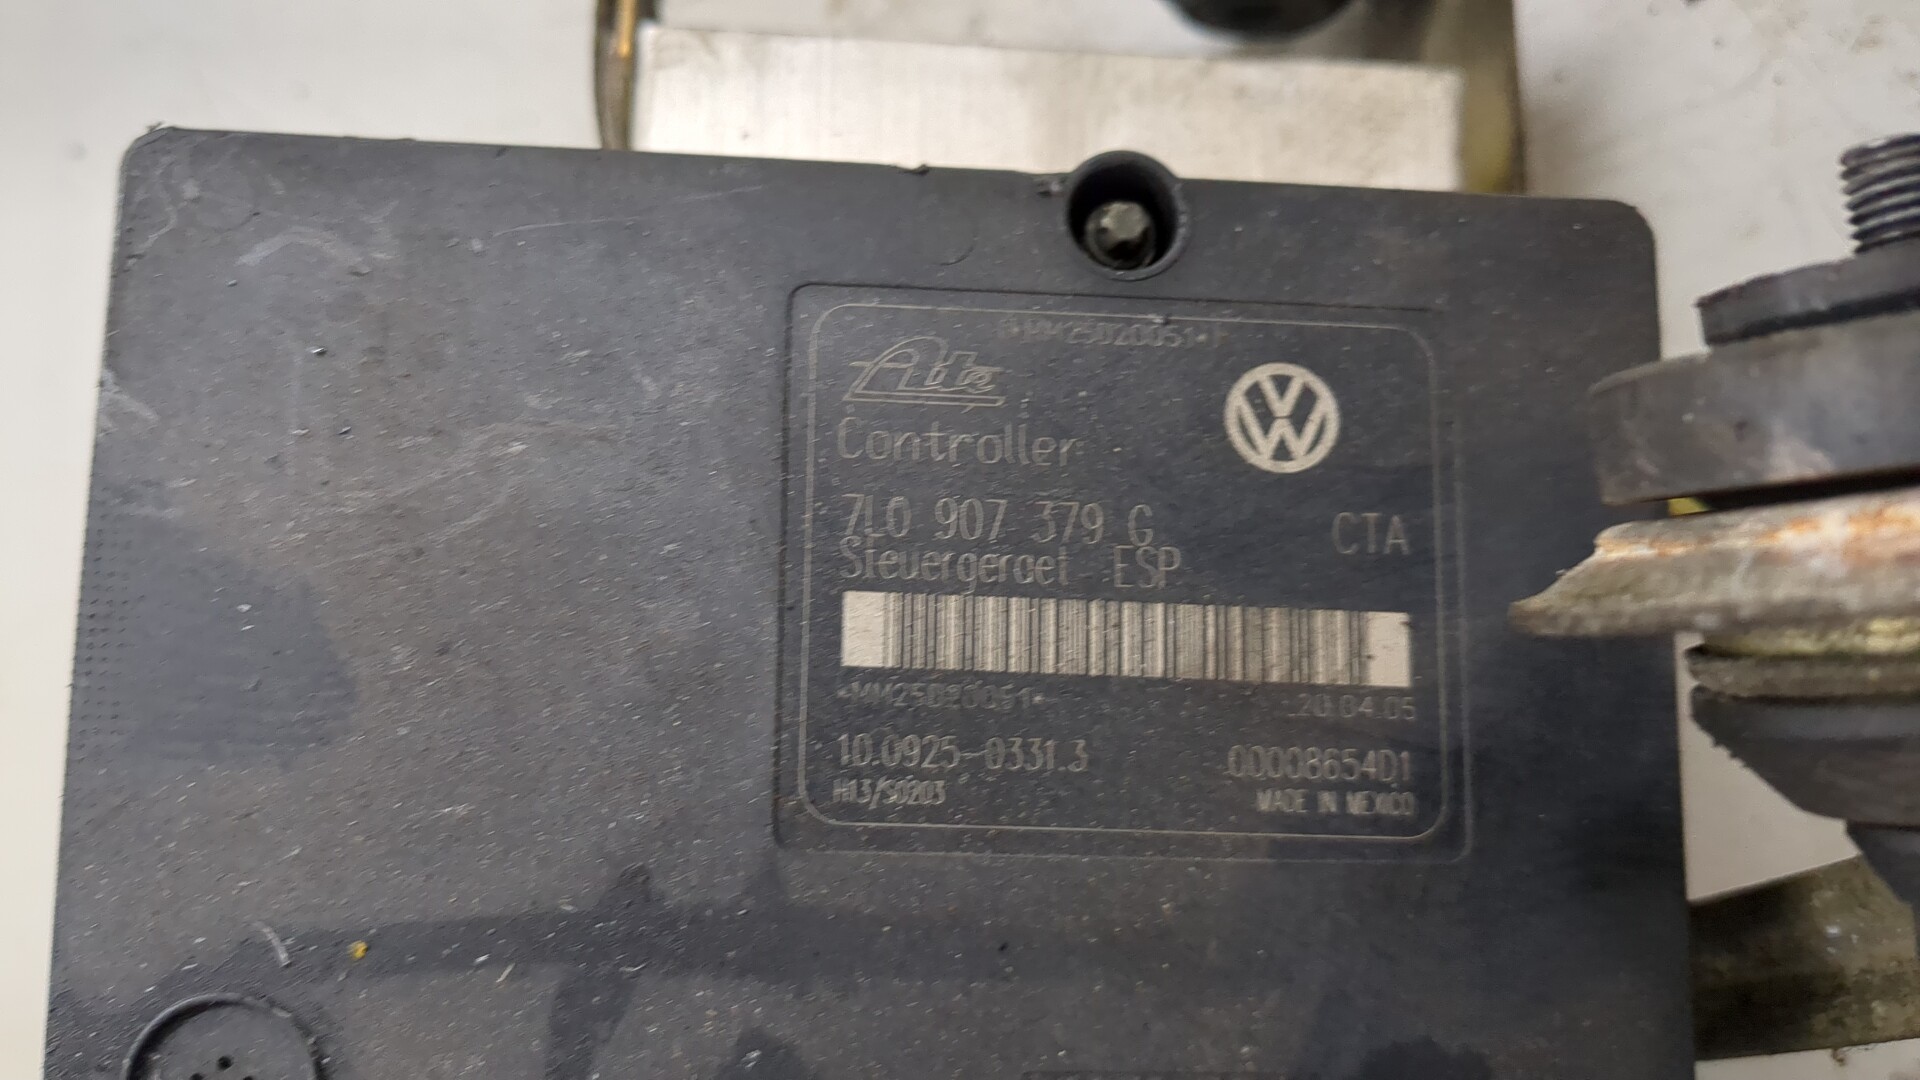 Ate
Controller
7L0 907 379 G
CTA
Steuergeraet ESP
20.04.05
10.0925-0331.3
00008654D1
H13/S0203
MADE IN MEXICO